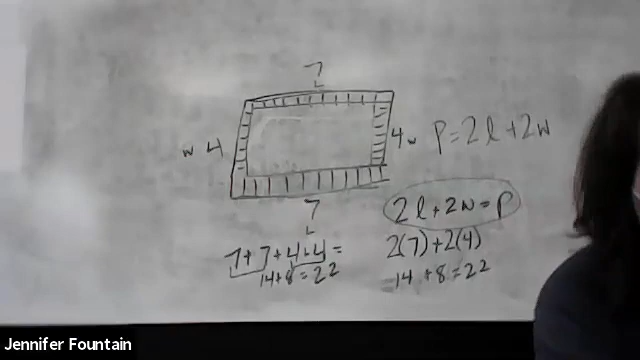 7
L
w 4
4 w
P=2l+2w
7
L
2l+2w=P
7+7+4+4=
2(7)+2(4)
14+8=22
14+8=22
Jennifer Fountain